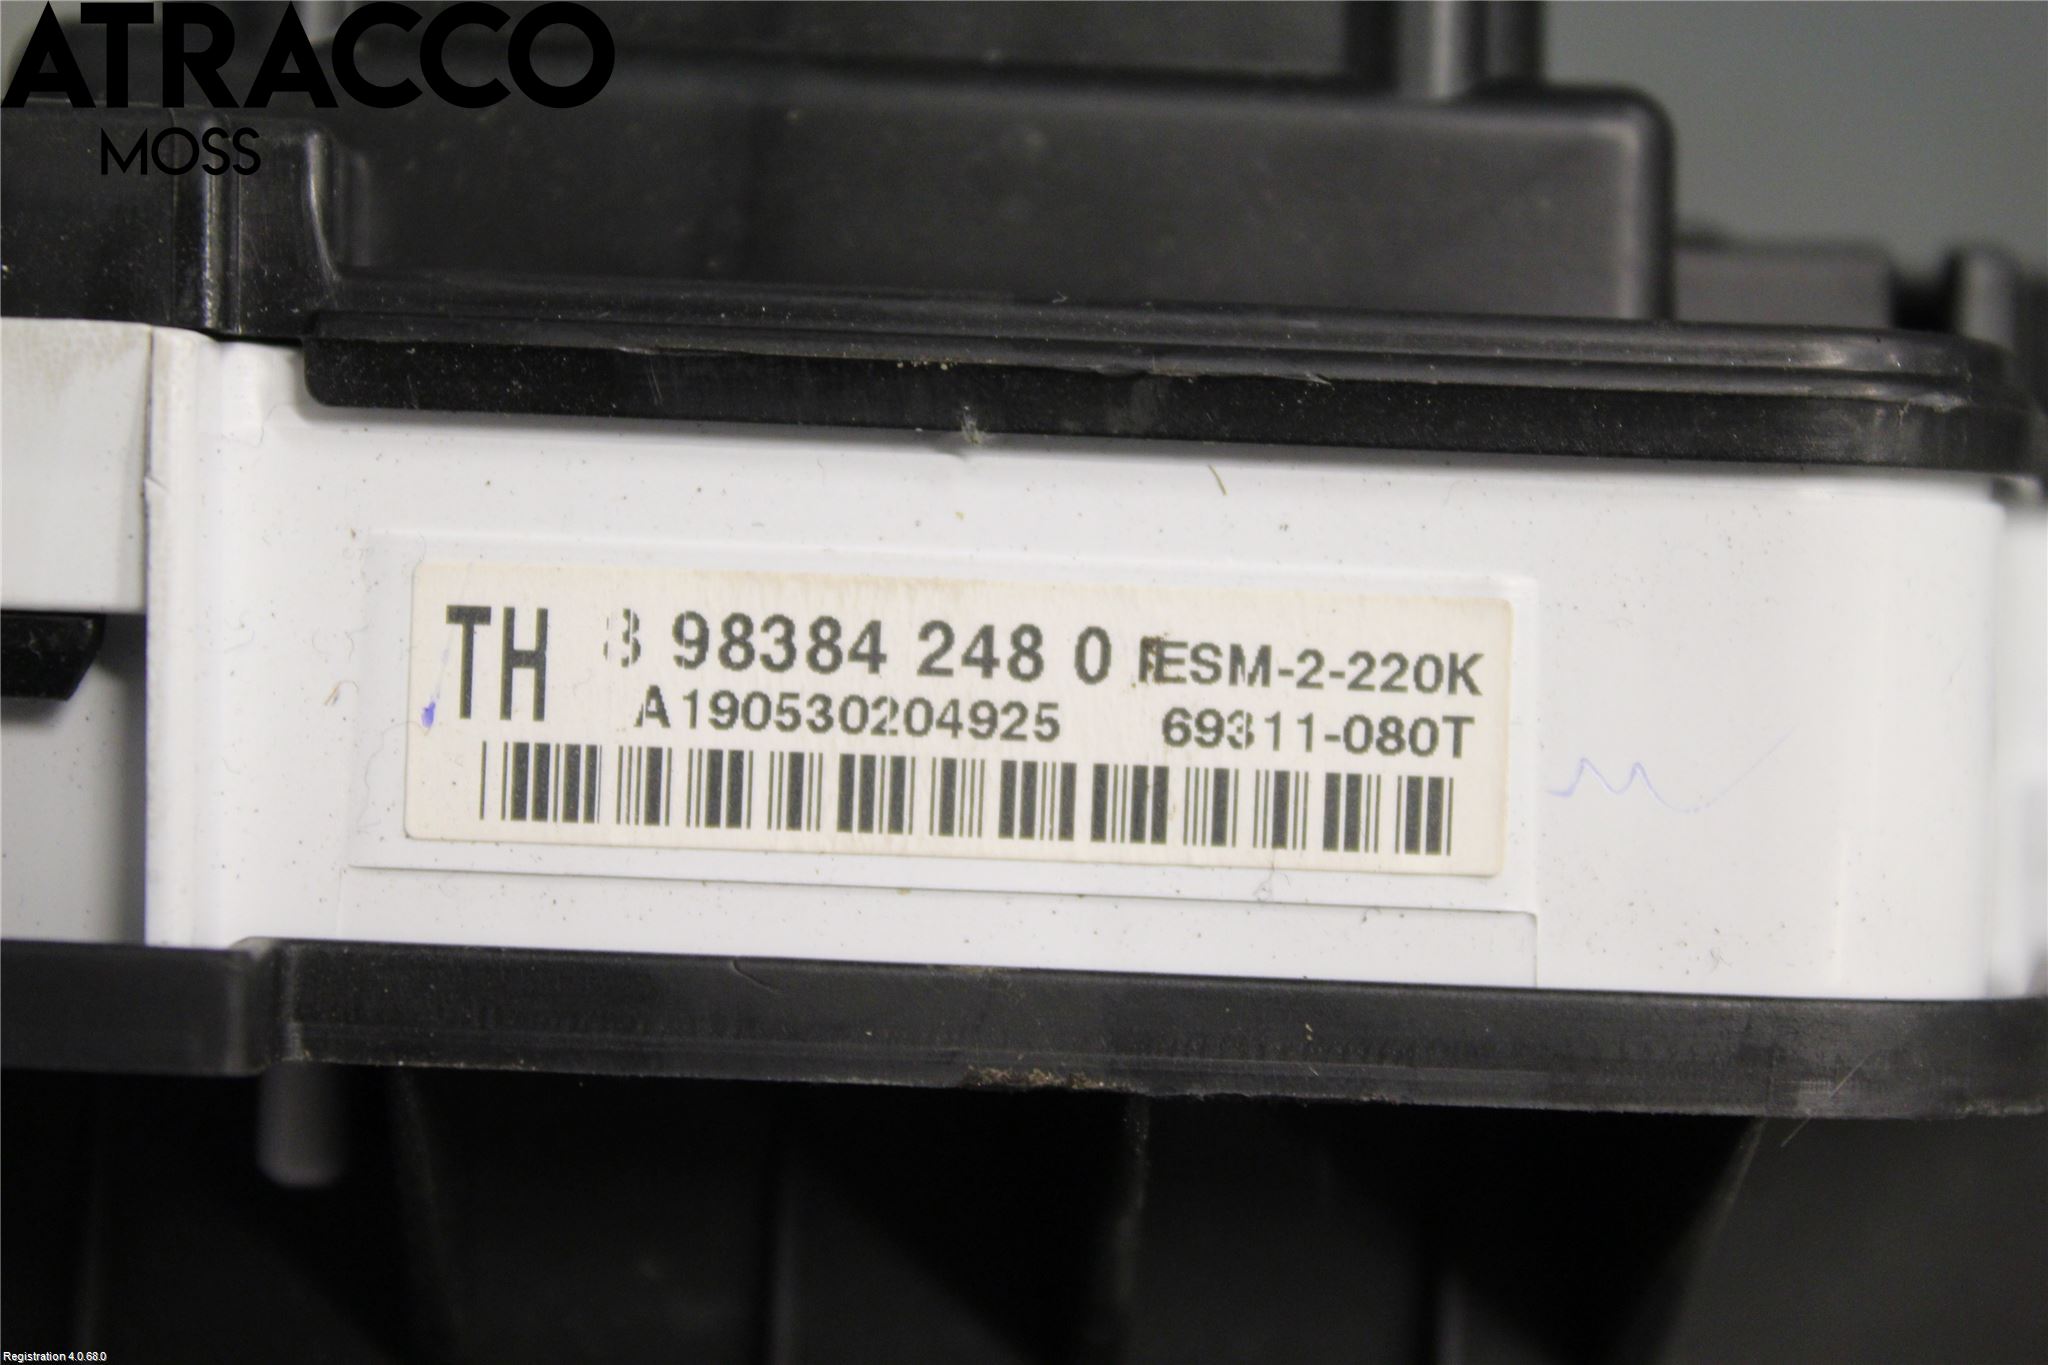 ATRACCO
MOSS
TH 8 98384 248 0 ESM-2-220K
A190530204925 69311-080T
Registration 4.0.68.0